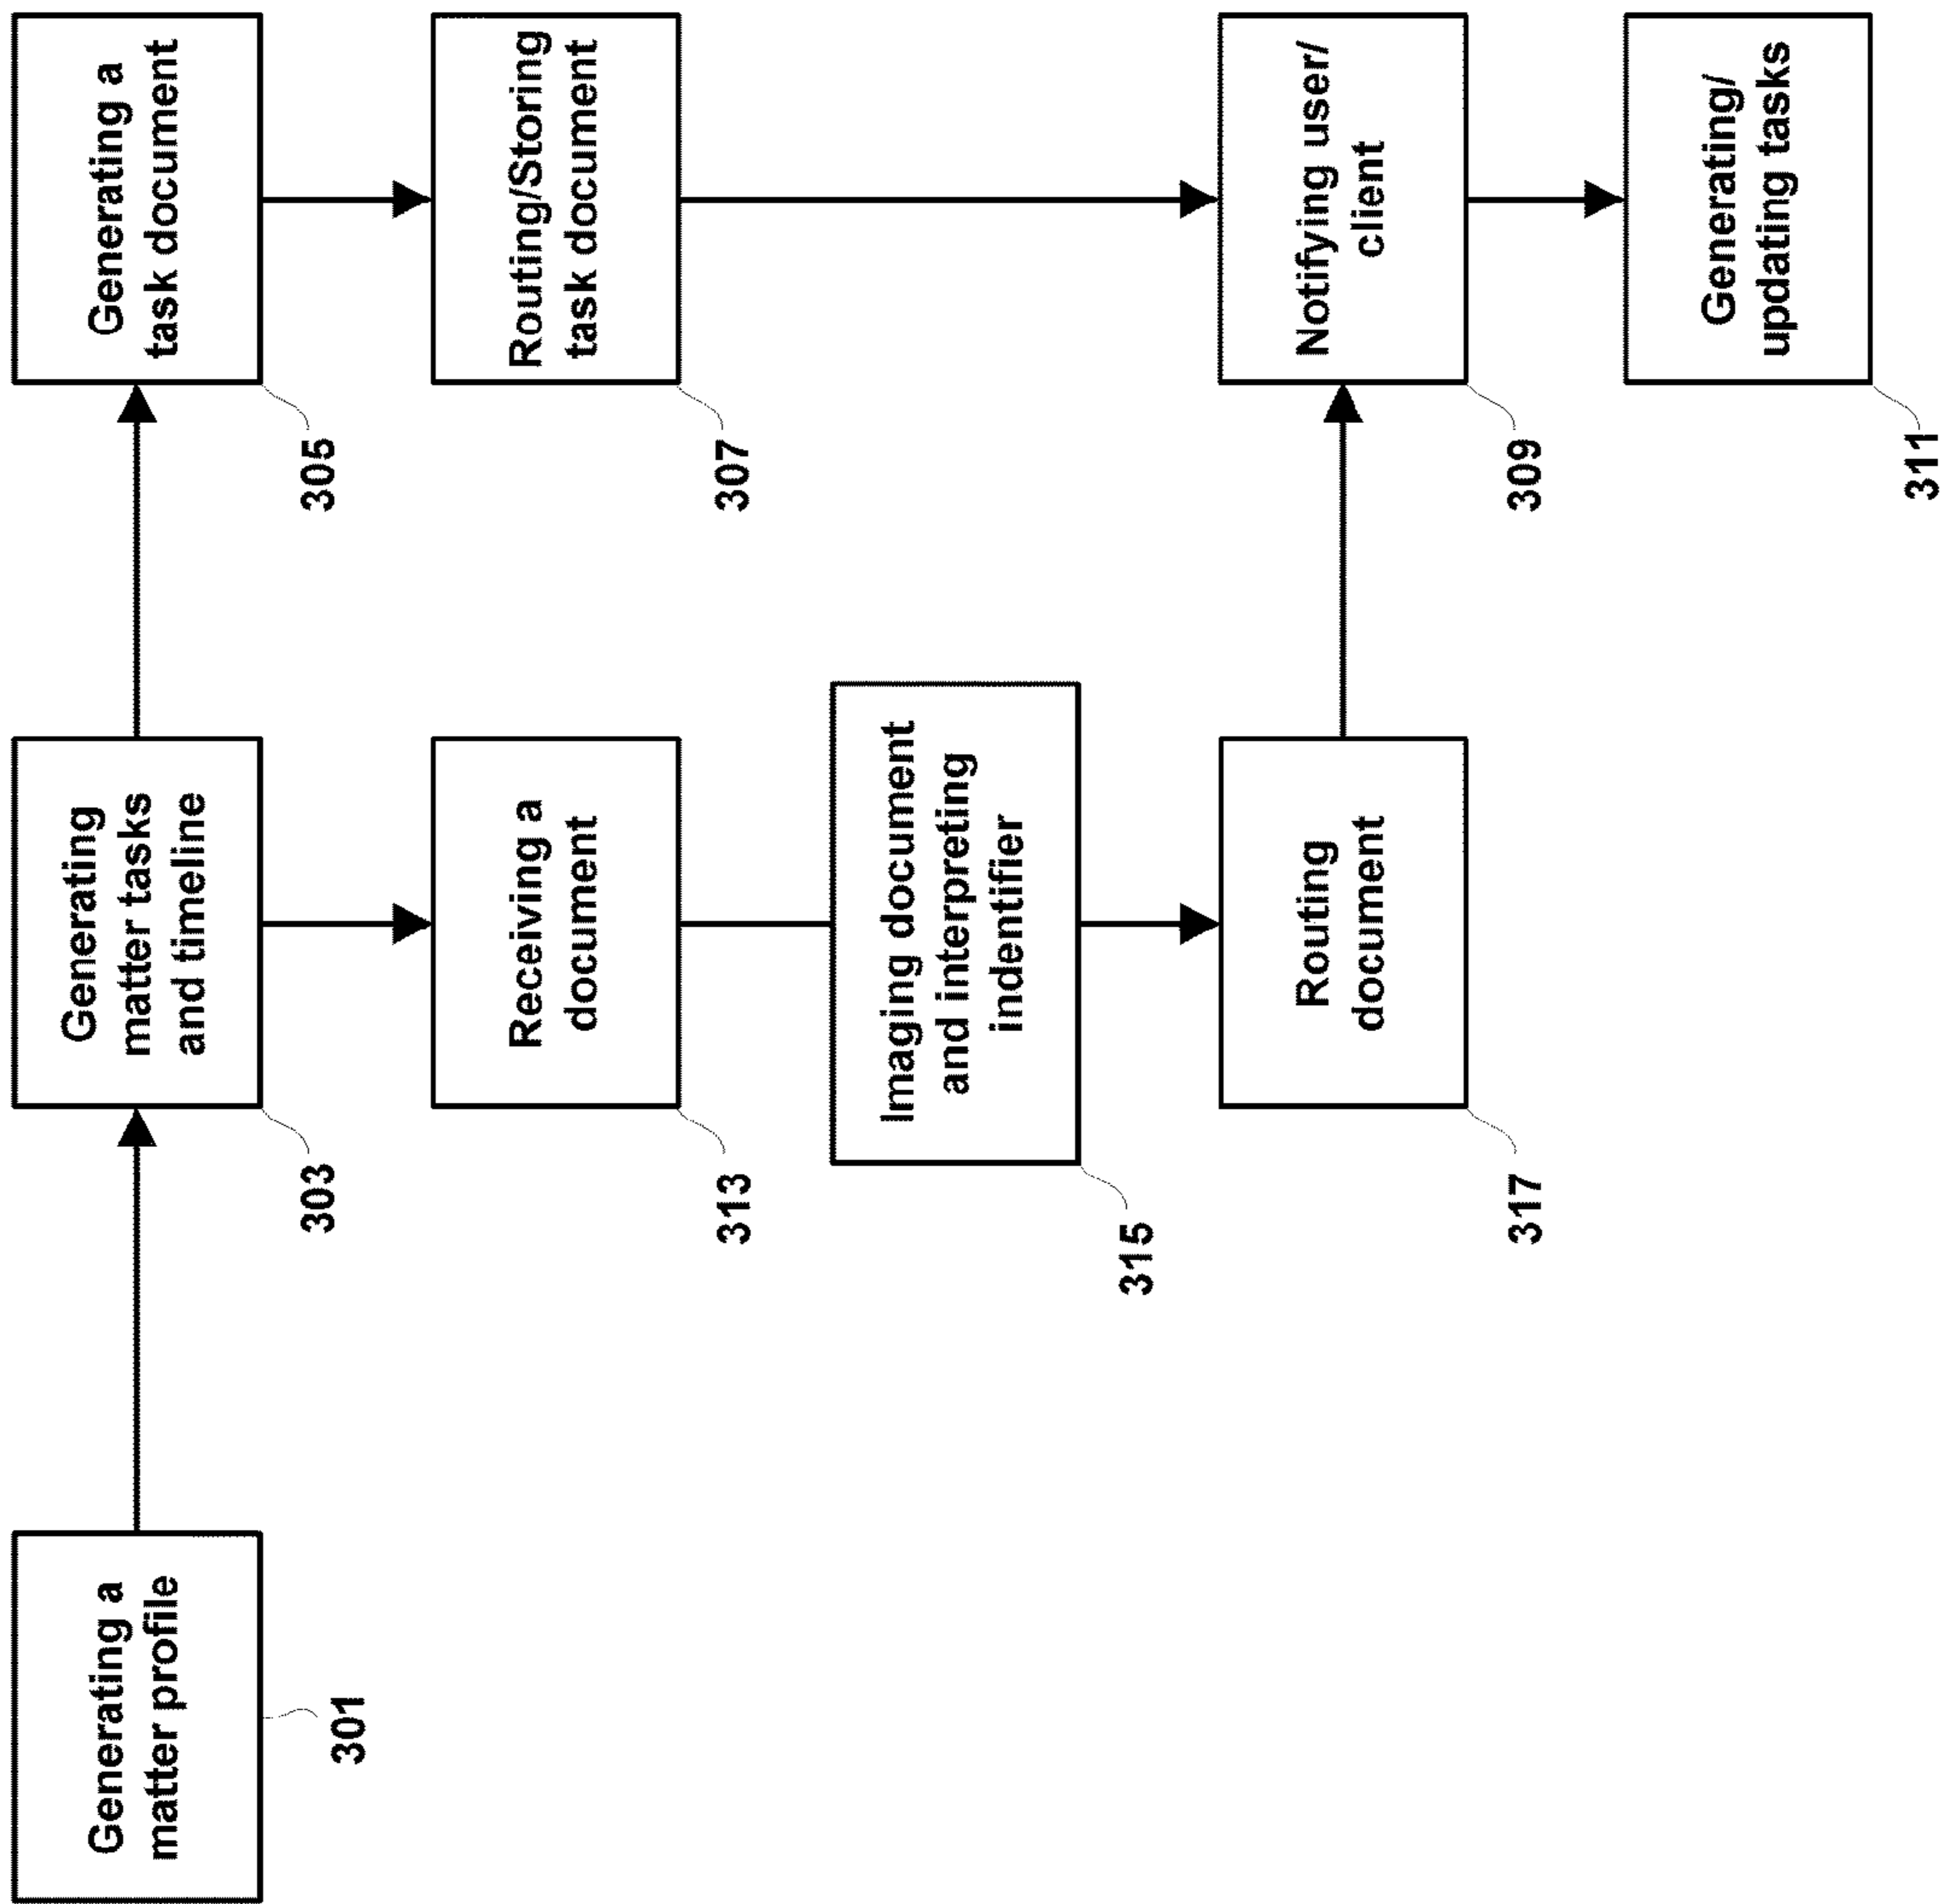 Generating a
matter profile
301
Generating
matter tasks
and timeline
303
Generating a
task document
305
Receiving a
document
313
Routing/Storing
task document
307
Imaging document
and interpreting
indentifier
315
Routing
document
317
Notifying user/
client
309
Generating/
updating tasks
311